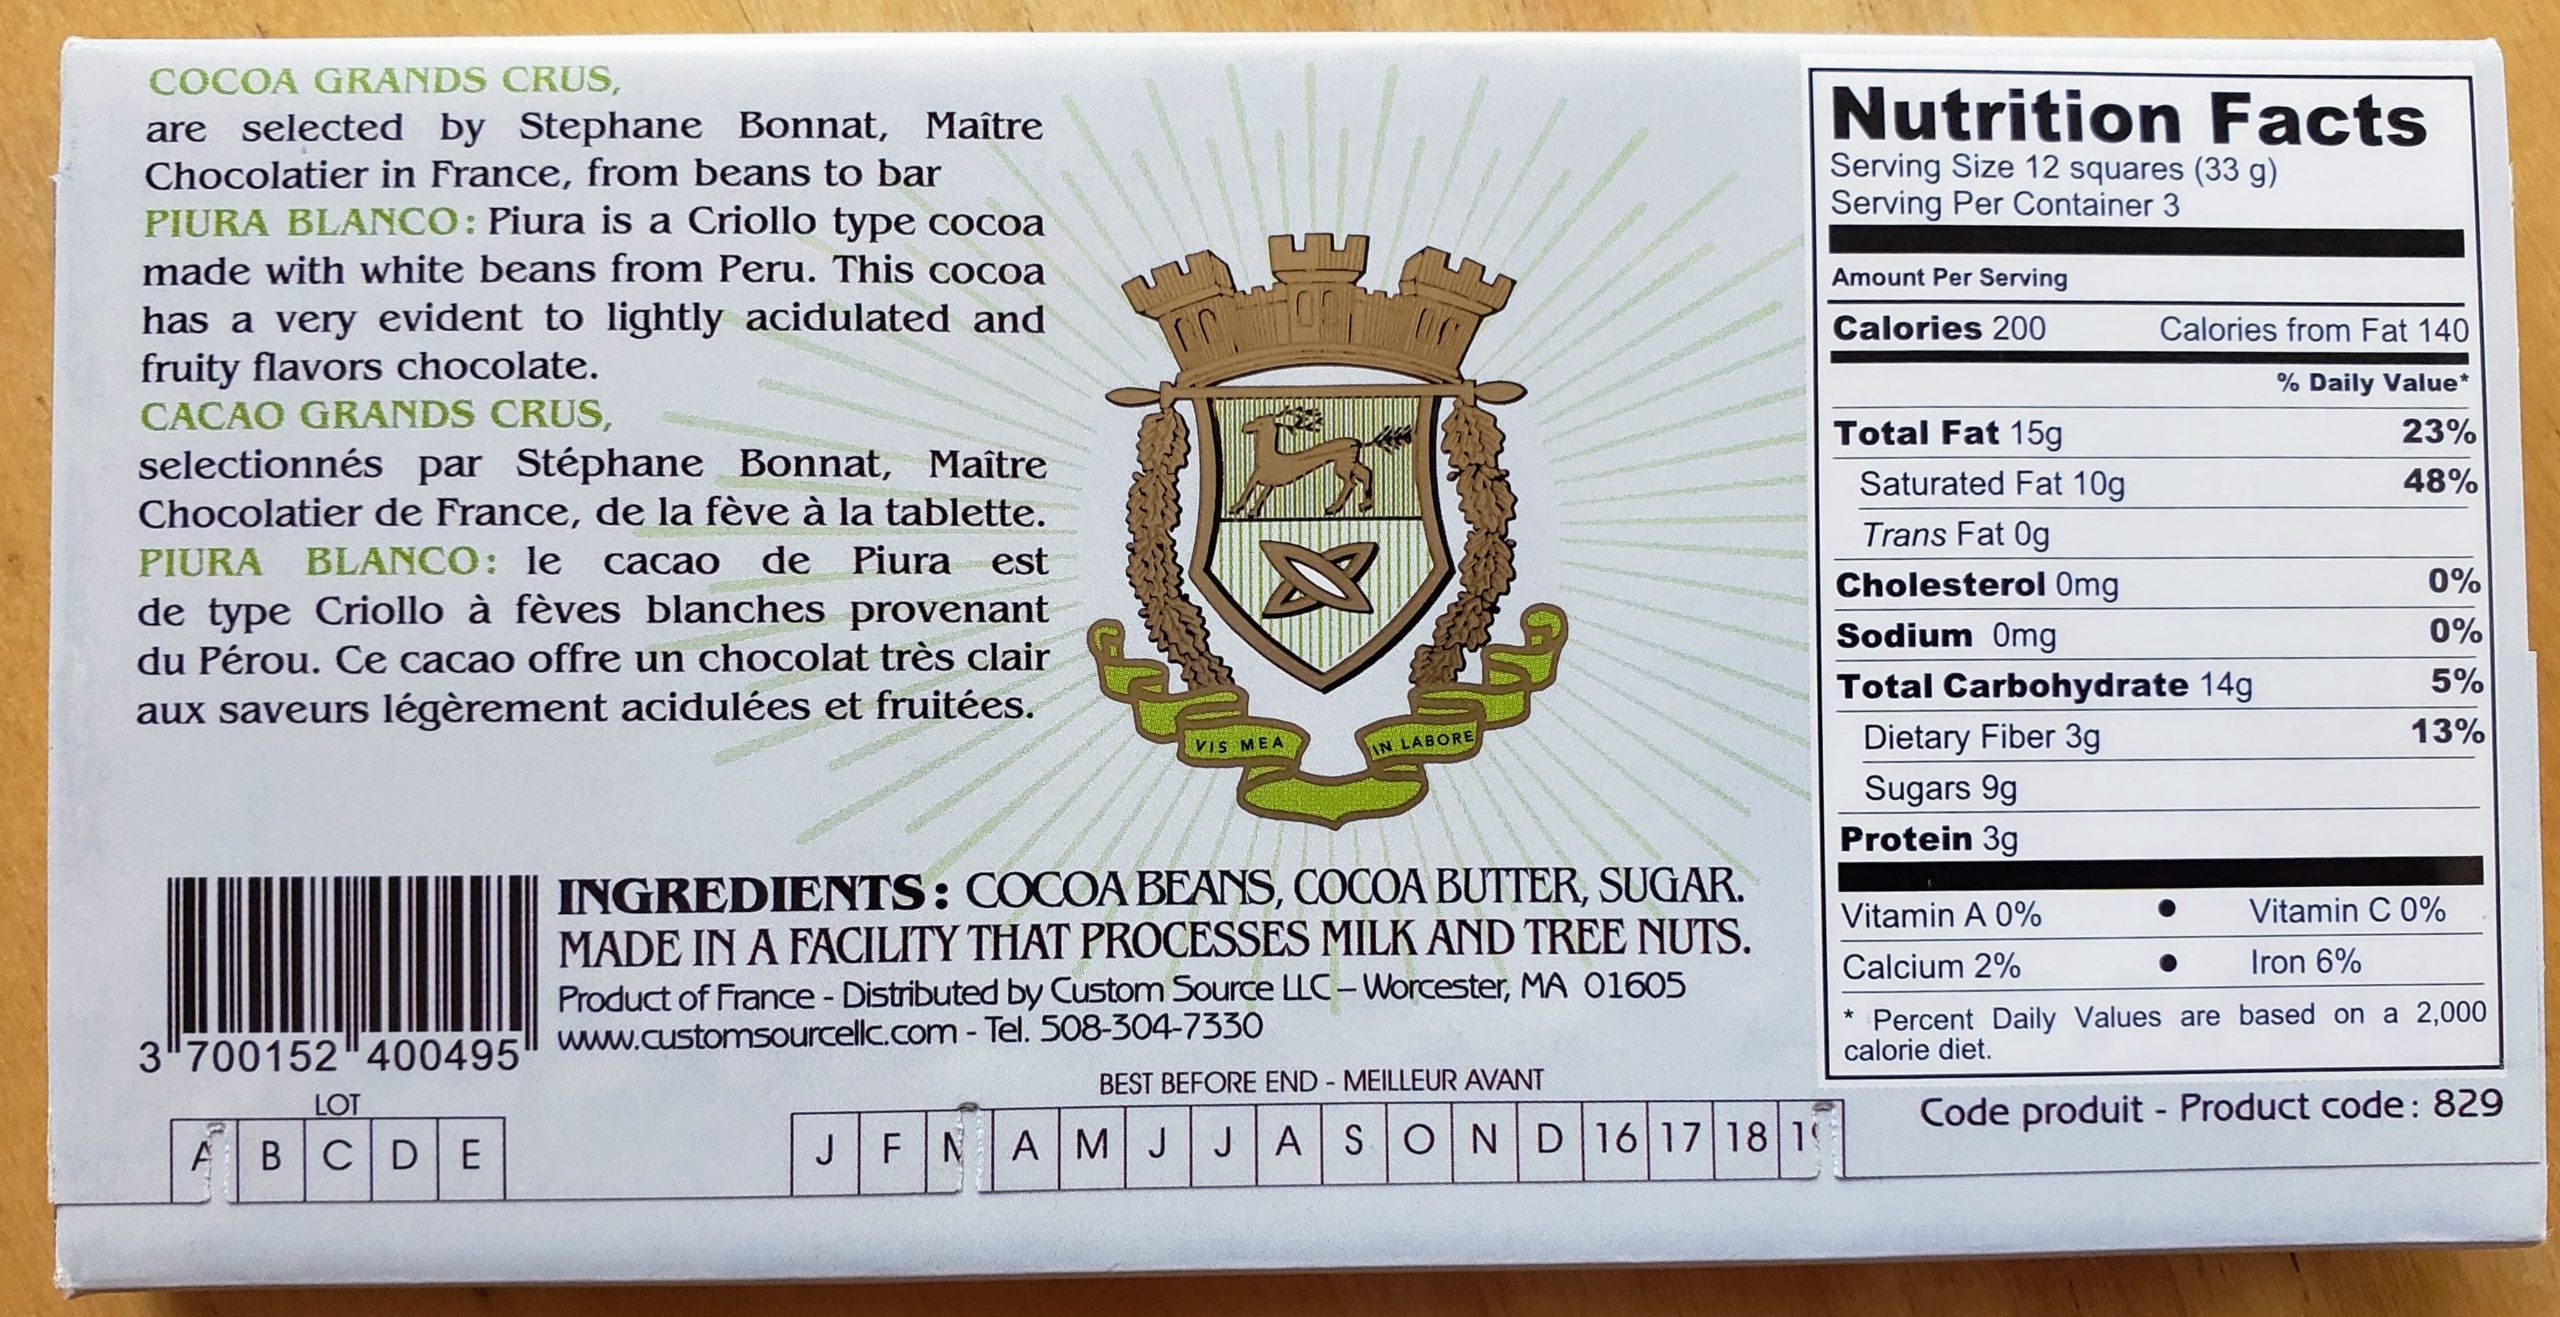 COCOA GRANDS CRUS,
are selected by Stephane Bonnat, Maître
Chocolatier in France, from beans to bar
PIURA BLANCO: Piura is a Criollo type cocoa
made with white beans from Peru. This cocoa
has a very evident to lightly acidulated and
fruity flavors chocolate.
CACAO GRANDS CRUS,
selectionnés par Stéphane Bonnat, Maître
Chocolatier de France, de la fève à la tablette.
PIURA BLANCO: le cacao de Piura est
de type Criollo à fèves blanches provenant
du Pérou. Ce cacao offre un chocolat très clair
aux saveurs légèrement acidulées et fruitées.
VIS MEA IN LABORE
INGREDIENTS: COCOA BEANS, COCOA BUTTER, SUGAR.
MADE IN A FACILITY THAT PROCESSES MILK AND TREE NUTS.
Product of France - Distributed by Custom Source LLC – Worcester, MA 01605
www.customsourcellc.com - Tel. 508-304-7330
3 700152 400495
LOT
A B C D E
BEST BEFORE END - MEILLEUR AVANT
J F M A M J J A S O N D 16 17 18
Nutrition Facts
Serving Size 12 squares (33 g)
Serving Per Container 3
Amount Per Serving
Calories 200 Calories from Fat 140
% Daily Value*
Total Fat 15g 23%
Saturated Fat 10g 48%
Trans Fat 0g
Cholesterol 0mg 0%
Sodium 0mg 0%
Total Carbohydrate 14g 5%
Dietary Fiber 3g 13%
Sugars 9g
Protein 3g
Vitamin A 0% • Vitamin C 0%
Calcium 2% • Iron 6%
* Percent Daily Values are based on a 2,000
calorie diet.
Code produit - Product code: 829